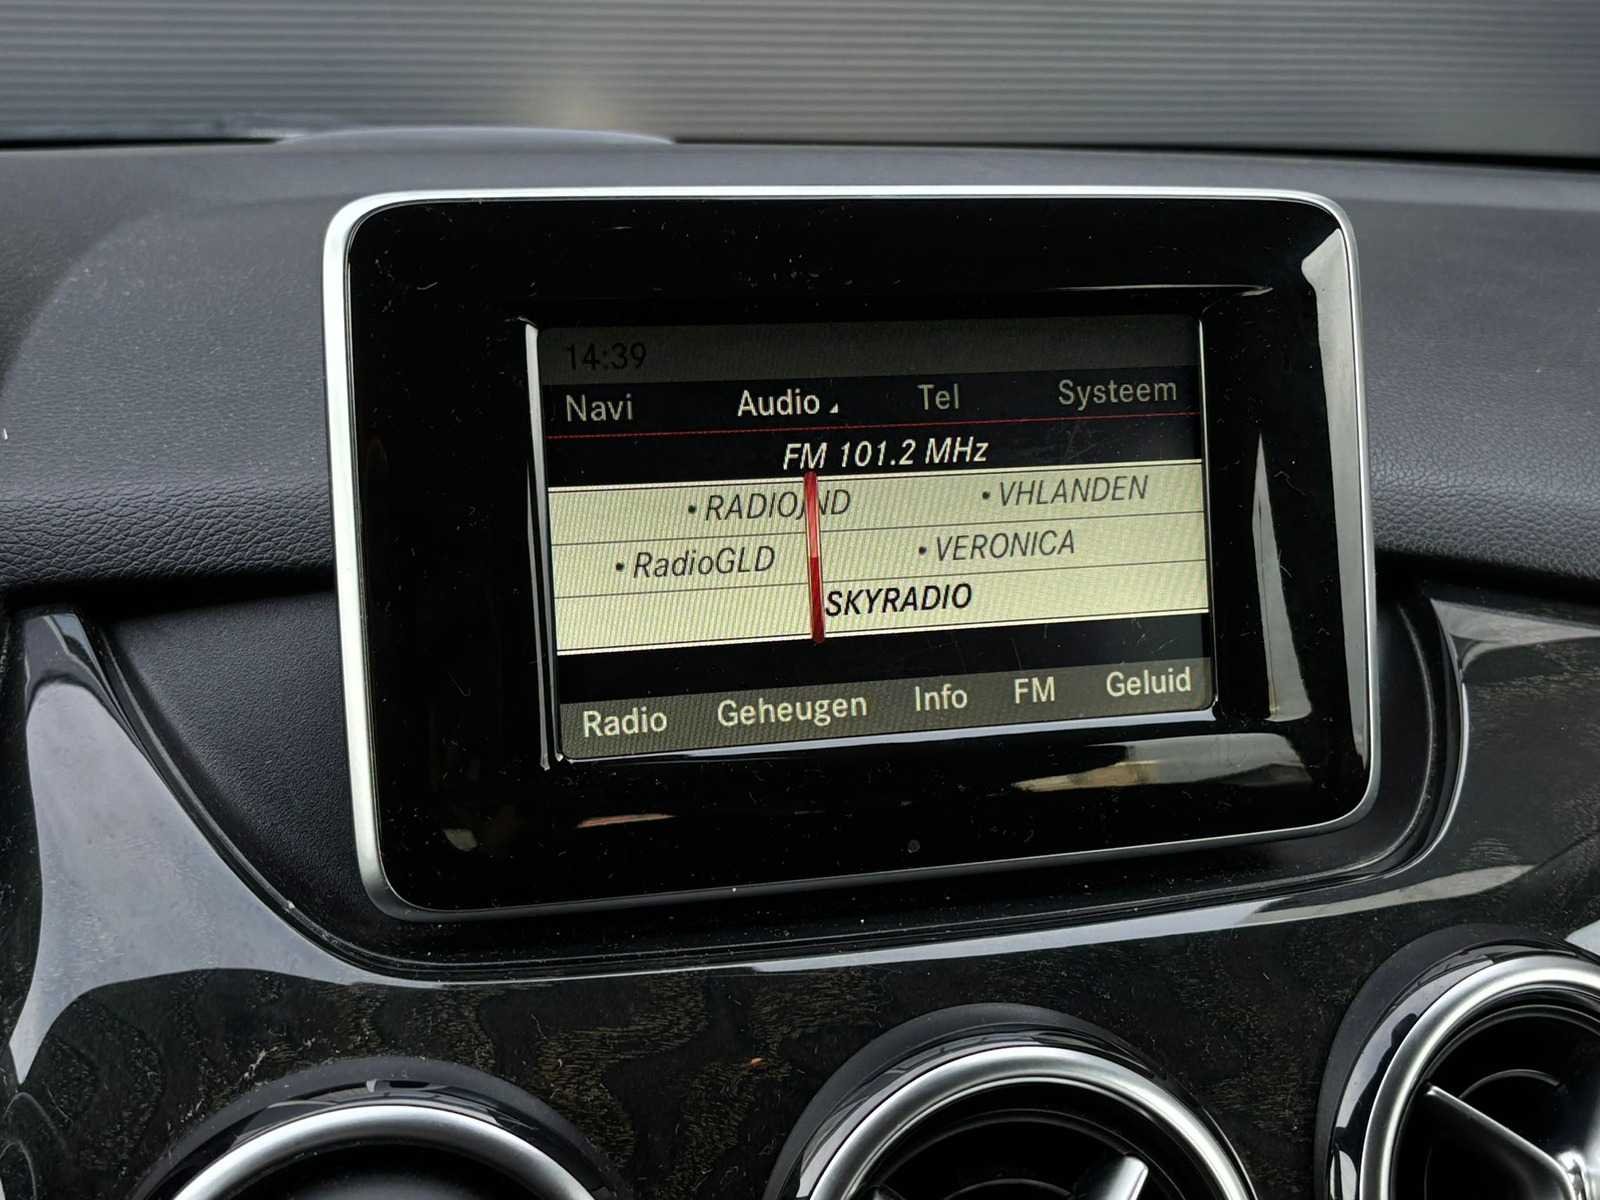 14:39
Navi Audio Tel Systeem
FM 101.2 MHz
• RADIO • VHLANDEN
• RadioGLD • VERONICA
SKYRADIO
Radio Geheugen Info FM Geluid